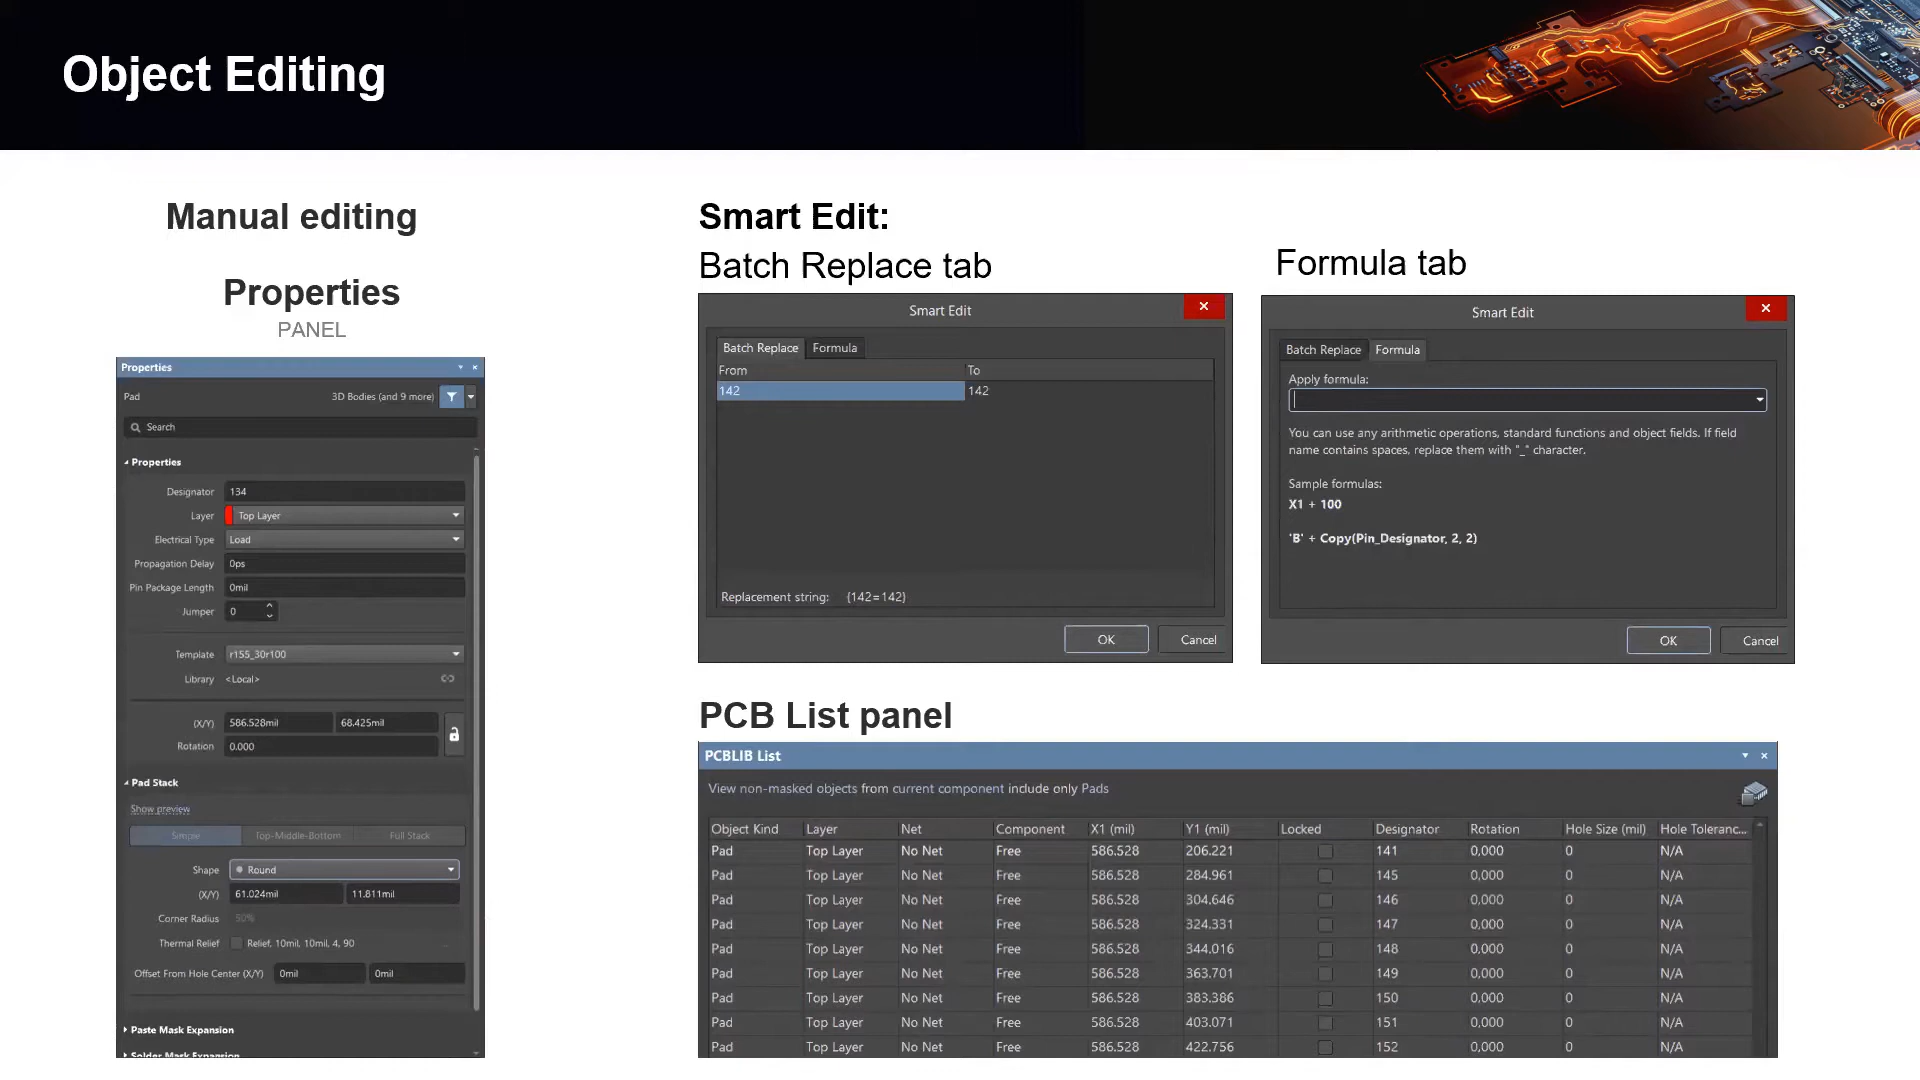 Object Editing
Manual editing
Properties
PANEL
Properties
Pad
3D Bodies (and 9 more)
Search
Properties
Designator 134
Layer Top Layer
Electrical Type Load
Propagation Delay 0ps
Pin Package Length 0mil
Jumper 0
Template r155_30r100
Library <Local>
(X/Y) 586.528mil 68.425mil
Rotation 0.000
Pad Stack
Show preview
Simple Top-Middle-Bottom Full Stack
Shape Round
(X/Y) 61.024mil 11.811mil
Corner Radius 50%
Thermal Relief Relief, 10mil, 10mil, 4, 90
Offset From Hole Center (X/Y) 0mil 0mil
Paste Mask Expansion
Solder Mask Expansion
Smart Edit:
Batch Replace tab
Smart Edit
Batch Replace Formula
From To
142 142
Replacement string: {142=142}
OK Cancel
Formula tab
Smart Edit
Batch Replace Formula
Apply formula:
You can use any arithmetic operations, standard functions and object fields. If field
name contains spaces, replace them with "_" character.
Sample formulas:
X1 + 100
'B' + Copy(Pin_Designator, 2, 2)
OK Cancel
PCB List panel
PCBLIB List
View non-masked objects from current component include only Pads
Object Kind Layer Net Component X1 (mil) Y1 (mil) Locked Designator Rotation Hole Size (mil) Hole Toleranc...
Pad Top Layer No Net Free 586.528 206.221 141 0,000 0 N/A
Pad Top Layer No Net Free 586.528 284.961 145 0,000 0 N/A
Pad Top Layer No Net Free 586.528 304.646 146 0,000 0 N/A
Pad Top Layer No Net Free 586.528 324.331 147 0,000 0 N/A
Pad Top Layer No Net Free 586.528 344.016 148 0,000 0 N/A
Pad Top Layer No Net Free 586.528 363.701 149 0,000 0 N/A
Pad Top Layer No Net Free 586.528 383.386 150 0,000 0 N/A
Pad Top Layer No Net Free 586.528 403.071 151 0,000 0 N/A
Pad Top Layer No Net Free 586.528 422.756 152 0,000 0 N/A